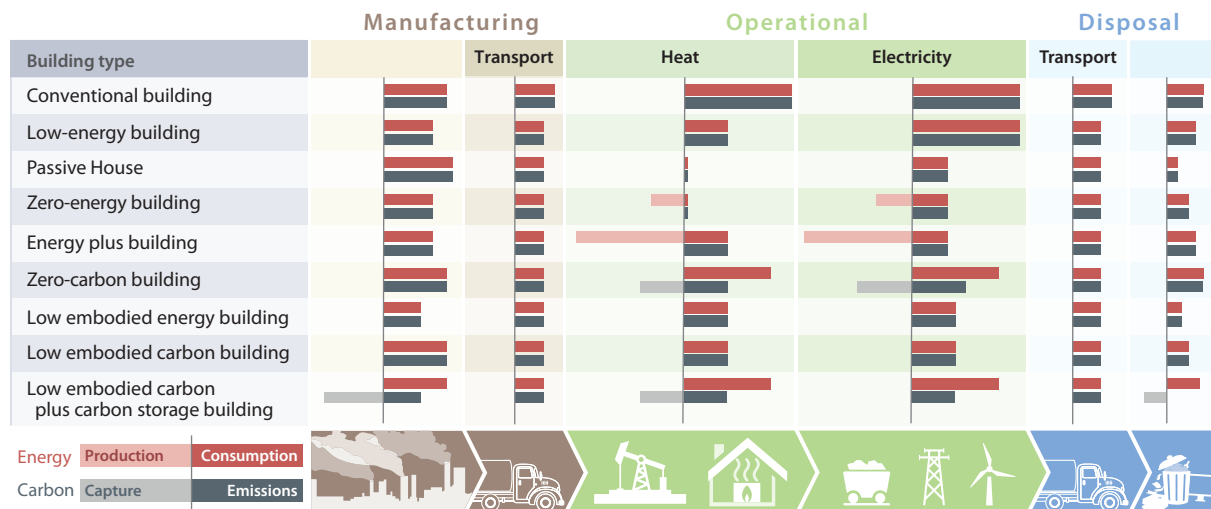 Manufacturing Operational Disposal
Building type Transport Heat Electricity Transport
Conventional building
Low-energy building
Passive House
Zero-energy building
Energy plus building
Zero-carbon building
Low embodied energy building
Low embodied carbon building
Low embodied carbon
plus carbon storage building
Energy Production Consumption
Carbon Capture Emissions